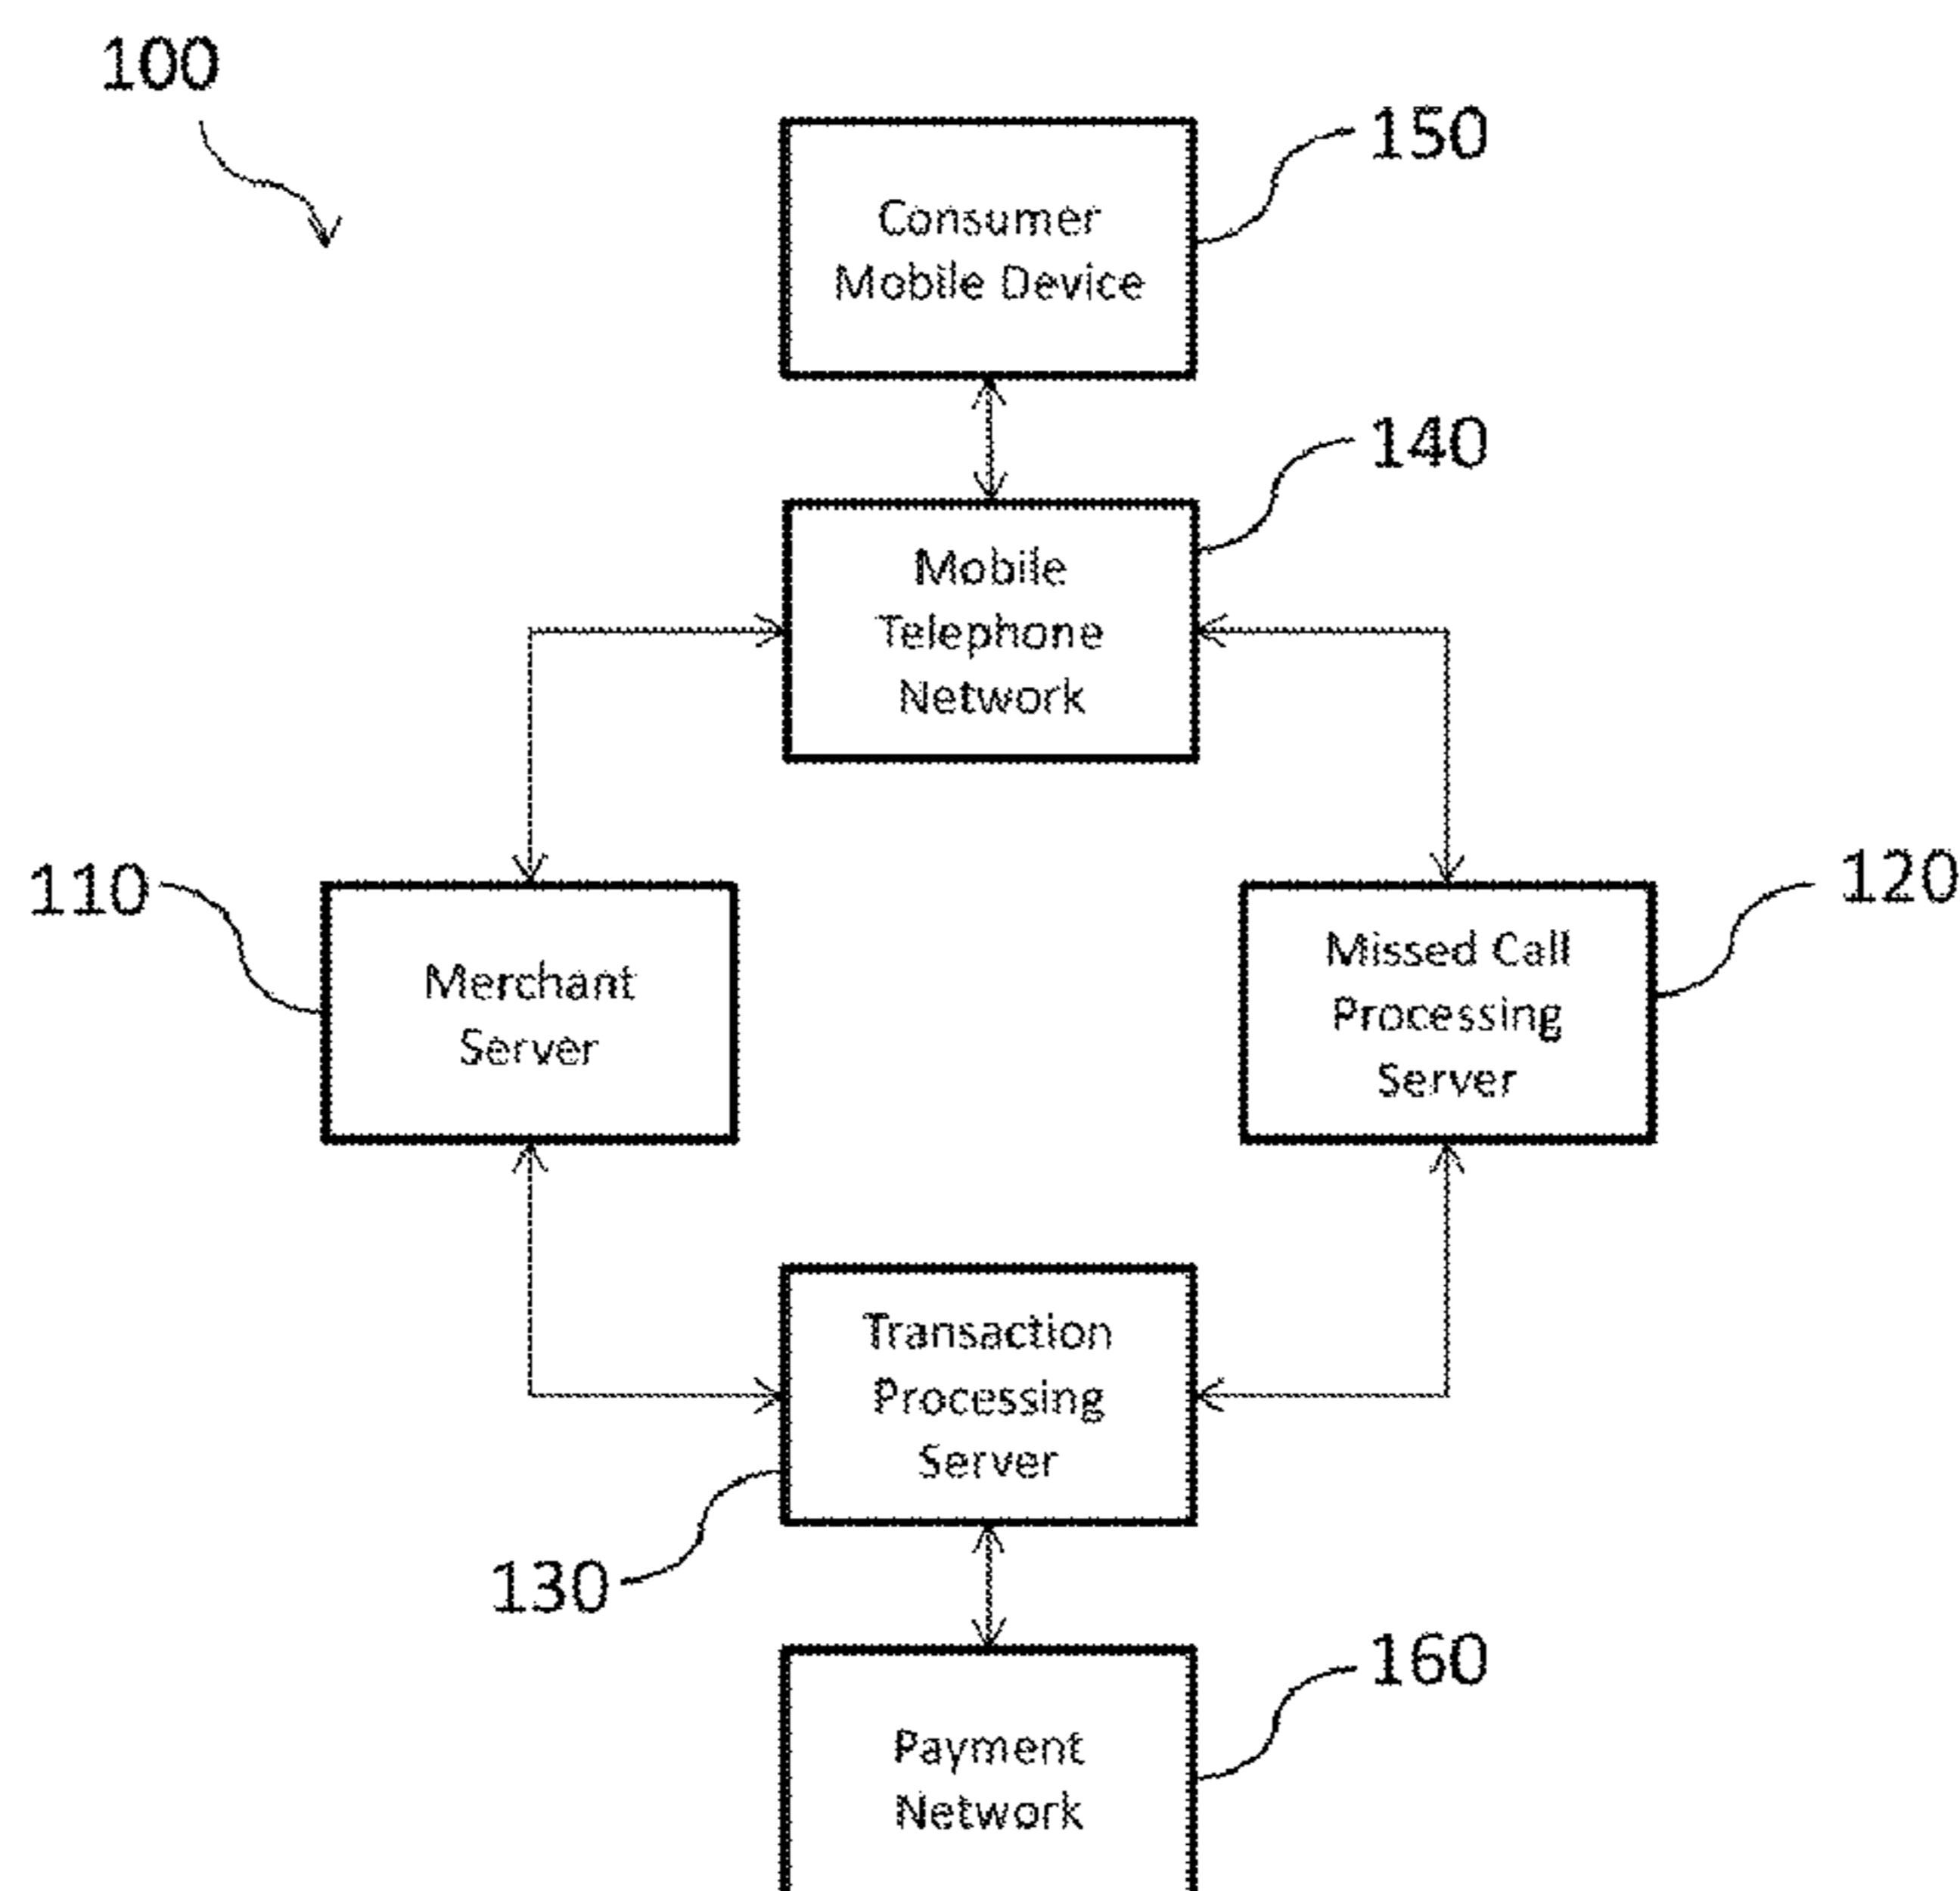 100
150
Consumer
Mobile Device
140
Mobile
Telephone
Network
110
120
Merchant
Server
Missed Call
Processing
Server
Transaction
Processing
Server
130
160
Payment
Network